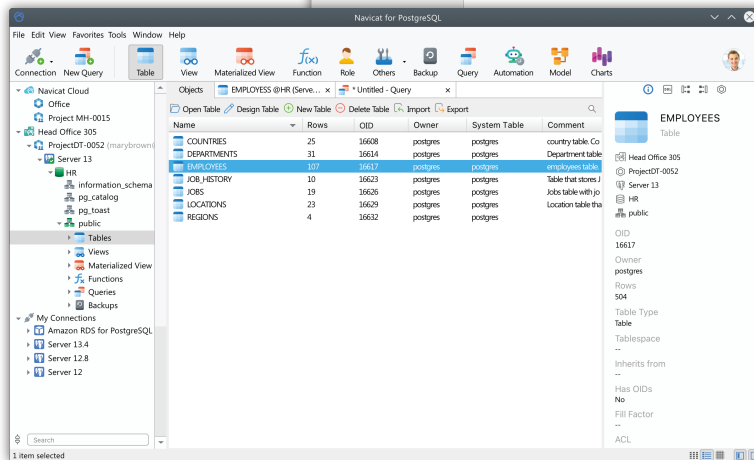 Navicat for PostgreSQL
File Edit View Favorites Tools Window Help
Connection New Query Table View Materialized View Function Role Others Backup Query Automation Model Charts
Navicat Cloud
Office
Project MH-0015
Head Office 305
ProjectDT-0052 (marybrown
Server 13
HR
information_schema
pg_catalog
pg_toast
public
Tables
Views
Materialized View
Functions
Queries
Backups
My Connections
Amazon RDS for PostgreSQL
Server 13.4
Server 12.8
Server 12
Search
1 item selected
Objects EMPLOYESS @HR (Serve... × * Untitled - Query ×
Open Table Design Table New Table Delete Table Import Export
Name Rows OID Owner System Table Comment
COUNTRIES 25 16608 postgres postgres country table. Co
DEPARTMENTS 31 16614 postgres postgres Department table
EMPLOYEES 107 16617 postgres postgres employees table.
JOB_HISTORY 10 16623 postgres postgres Table that stores J
JOBS 19 16626 postgres postgres Jobs table with jo
LOCATIONS 23 16629 postgres postgres Location table tha
REGIONS 4 16632 postgres postgres
EMPLOYEES
Table
Head Office 305
ProjectDT-0052
Server 13
HR
public
OID
16617
Owner
postgres
Rows
504
Table Type
Table
Tablespace
--
Inherits from
--
Has OIDs
No
Fill Factor
--
ACL